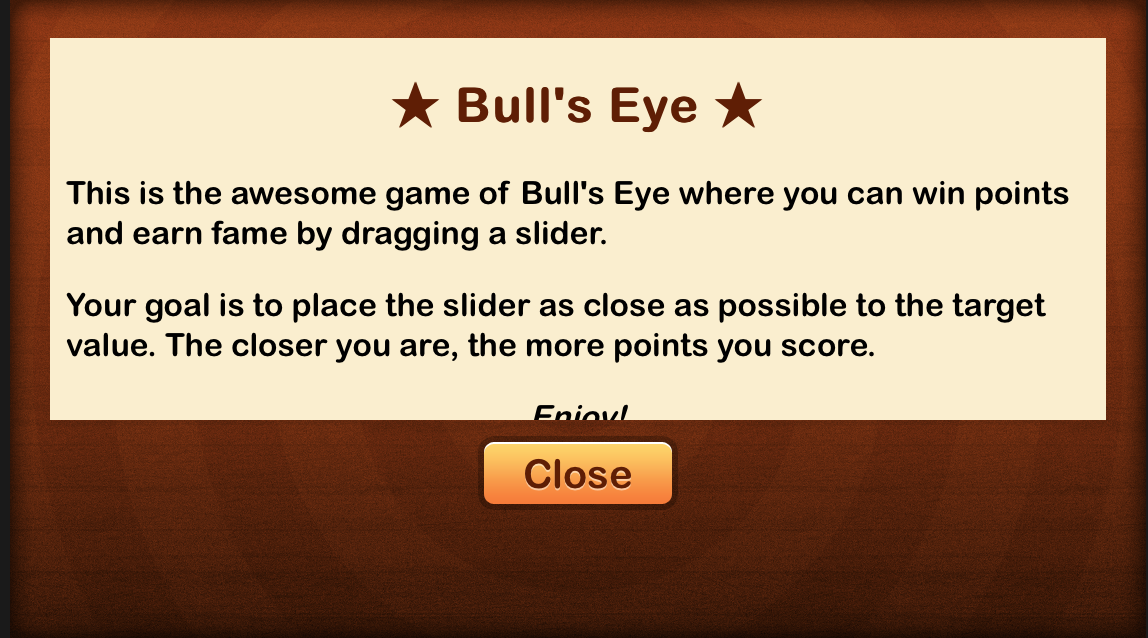 ★ Bull's Eye ★
This is the awesome game of Bull's Eye where you can win points
and earn fame by dragging a slider.
Your goal is to place the slider as close as possible to the target
value. The closer you are, the more points you score.
Enjoy!
Close